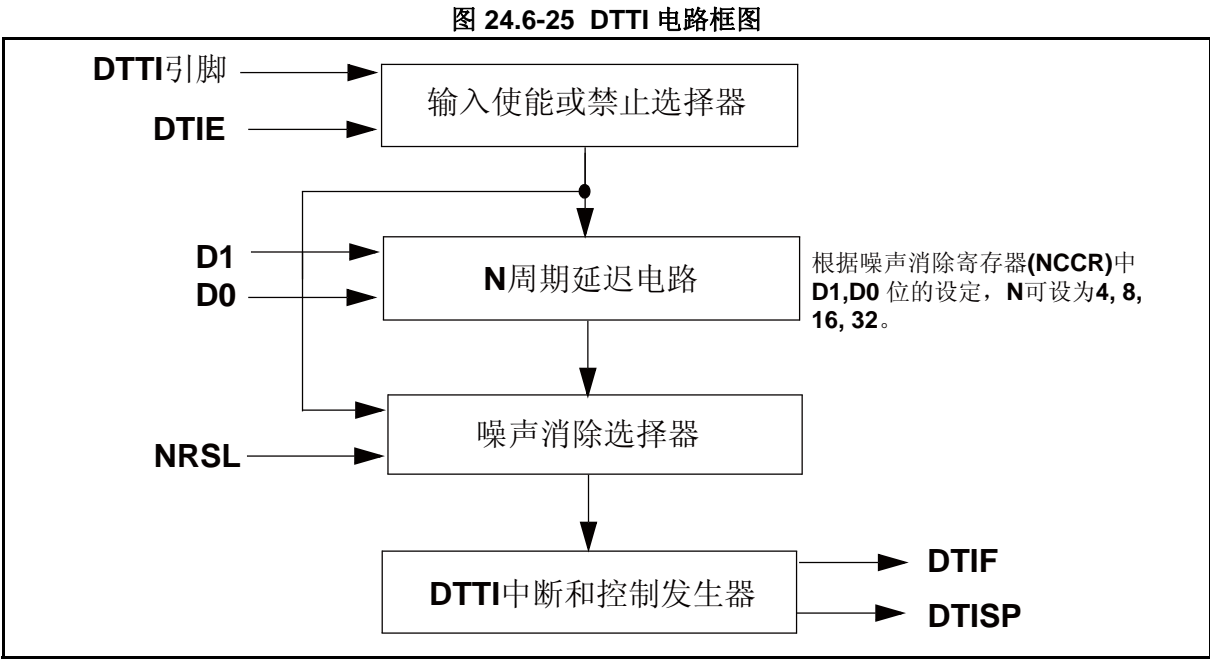 图 24.6-25 DTTI 电路框图
DTTI引脚
输入使能或禁止选择器
DTIE
D1
D0
N周期延迟电路
根据噪声消除寄存器(NCCR)中
D1,D0 位的设定，N可设为4, 8,
16, 32。
噪声消除选择器
NRSL
DTTI中断和控制发生器
DTIF
DTISP